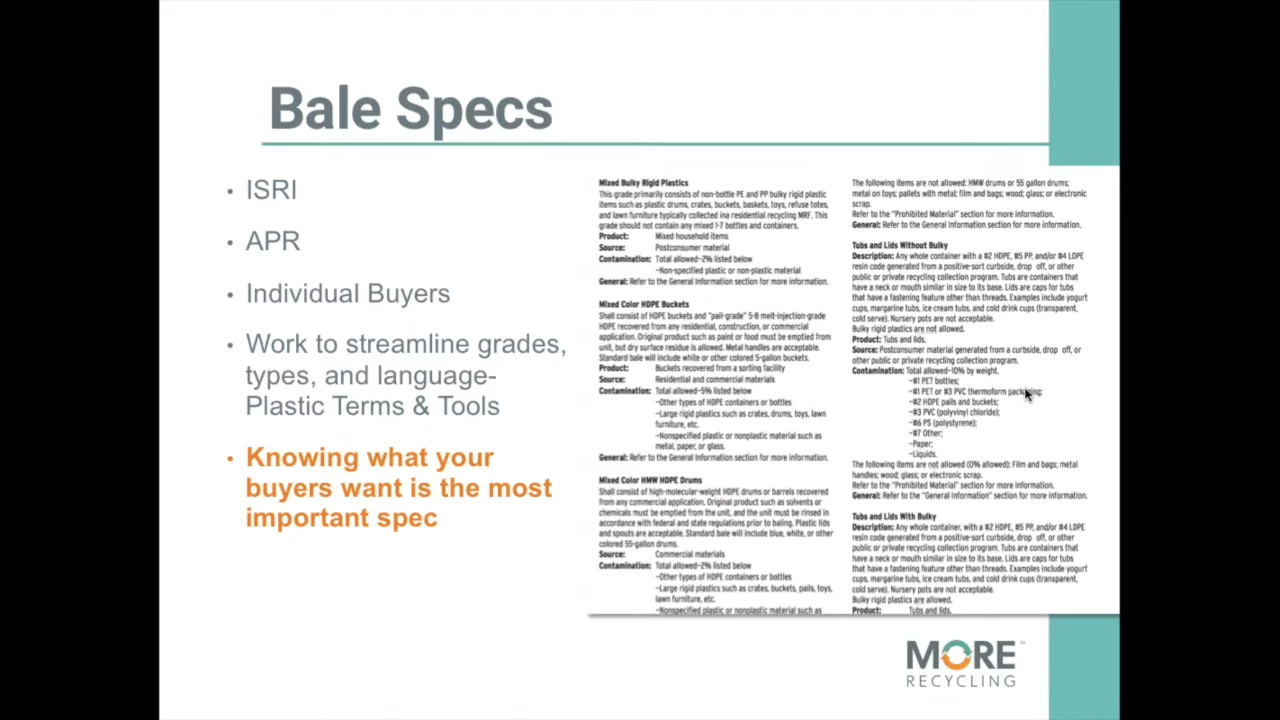 Bale Specs
• ISRI
• APR
• Individual Buyers
• Work to streamline grades,
types, and language-
Plastic Terms & Tools
• Knowing what your
buyers want is the most
important spec
Mixed Bulky Rigid Plastics
This grade primarily consists of non-bottle PE and PP bulky rigid plastic
items such as plastic drums, crates, buckets, baskets, toys, refuse totes,
and lawn furniture typically collected ina residential recycling MRF. This
grade should not contain any mixed 1-7 bottles and containers.
Product: Mixed household items
Source: Postconsumer material
Contamination: Total allowed-2% listed below
-Non-specified plastic or non-plastic material
General: Refer to the General Information section for more information.
Mixed Color HDPE Buckets
Shall consist of HDPE buckets and "pail-grade" 5-8 melt-injection-grade
HDPE recovered from any residential, construction, or commercial
application. Original product such as paint or food must be emptied from
unit, but dry surface residue is allowed. Metal handles are acceptable.
Standard bale will include white or other colored 5-gallon buckets.
Product: Buckets recovered from a sorting facility
Source: Residential and commercial materials
Contamination: Total allowed-5% listed below
-Other types of HDPE containers or bottles
-Large rigid plastics such as crates, drums, toys, lawn
furniture, etc.
-Nonspecified plastic or nonplastic material such as
metal, paper, or glass.
General: Refer to the General Information section for more information.
Mixed Color HMW HDPE Drums
Shall consist of high-molecular-weight HDPE drums or barrels recovered
from any commercial application. Original product such as solvents or
chemicals must be emptied from the unit, and the unit must be rinsed in
accordance with federal and state regulations prior to baling. Plastic lids
and spouts are acceptable. Standard bale will include blue, white, or other
colored 55-gallon drums.
Source: Commercial materials
Contamination: Total allowed-2% listed below
-Other types of HDPE containers or bottles
-Large rigid plastics such as crates, buckets, pails, toys,
lawn furniture, etc.
-Nonspecified plastic or nonplastic material such as
The following items are not allowed: HMW drums or 55 gallon drums;
metal on toys; pallets with metal; film and bags; wood; glass; or electronic
scrap.
Refer to the "Prohibited Material" section for more information.
General: Refer to the General Information section for more information.
Tubs and Lids Without Bulky
Description: Any whole container with a #2 HDPE, #5 PP, and/or #4 LDPE
resin code generated from a positive-sort curbside, drop off, or other
public or private recycling collection program. Tubs are containers that
have a neck or mouth similar in size to its base. Lids are caps for tubs
that have a fastening feature other than threads. Examples include yogurt
cups, margarine tubs, ice cream tubs, and cold drink cups (transparent,
cold serve). Nursery pots are not acceptable.
Bulky rigid plastics are not allowed.
Product: Tubs and lids.
Source: Postconsumer material generated from a curbside, drop off, or
other public or private recycling collection program.
Contamination: Total allowed-10% by weight.
-#1 PET bottles;
-#1 PET or #3 PVC thermoform packaging;
-#2 HDPE pails and buckets;
-#3 PVC (polyvinyl chloride);
-#6 PS (polystyrene);
-#7 Other;
-Paper;
-Liquids.
The following items are not allowed (0% allowed): Film and bags; metal
handles; wood; glass; or electronic scrap.
Refer to the "Prohibited Material" section for more information.
General: Refer to the "General Information" section for more information.
Tubs and Lids With Bulky
Description: Any whole container, with a #2 HDPE, #5 PP, and/or #4 LDPE
resin code generated from a positive-sort curbside, drop off, or other
public or private recycling collection program. Tubs are containers that
have a neck or mouth similar in size to its base. Lids are caps for tubs
that have a fastening feature other than threads. Examples include yogurt
cups, margarine tubs, ice cream tubs, and cold drink cups (transparent,
cold serve). Nursery pots are not acceptable.
Bulky rigid plastics are allowed.
Product: Tubs and lids.
MORE™
RECYCLING